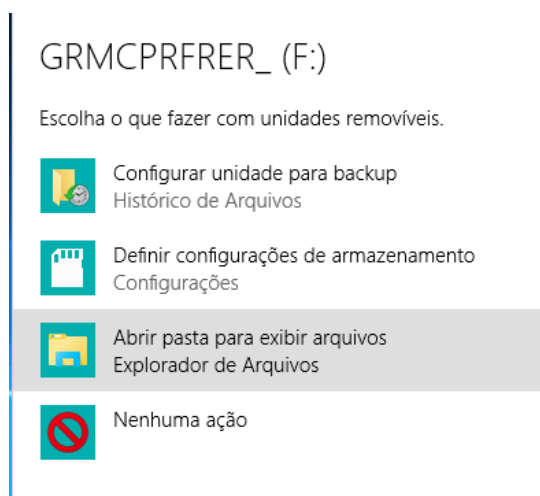 GRMCPRFRER_ (F:)
Escolha o que fazer com unidades removíveis.
Configurar unidade para backup
Histórico de Arquivos
Definir configurações de armazenamento
Configurações
Abrir pasta para exibir arquivos
Explorador de Arquivos
Nenhuma ação